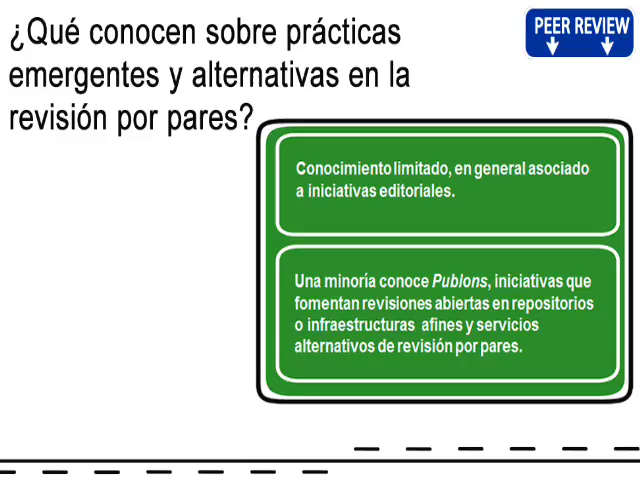 ¿Qué conocen sobre prácticas
emergentes y alternativas en la
revisión por pares?
PEER REVIEW
Conocimiento limitado, en general asociado
a iniciativas editoriales.
Una minoría conoce Publons, iniciativas que
fomentan revisiones abiertas en repositorios
o infraestructuras afines y servicios
alternativos de revisión por pares.